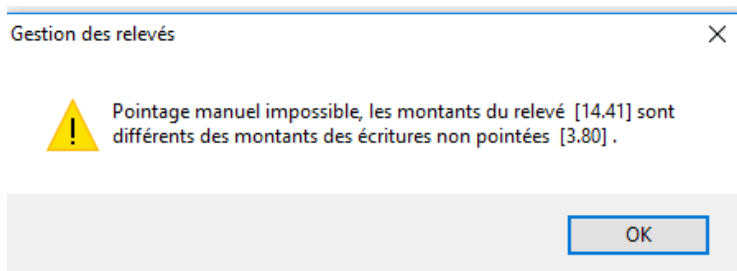 Gestion des relevés
Pointage manuel impossible, les montants du relevé [14.41] sont
différents des montants des écritures non pointées [3.80] .
OK